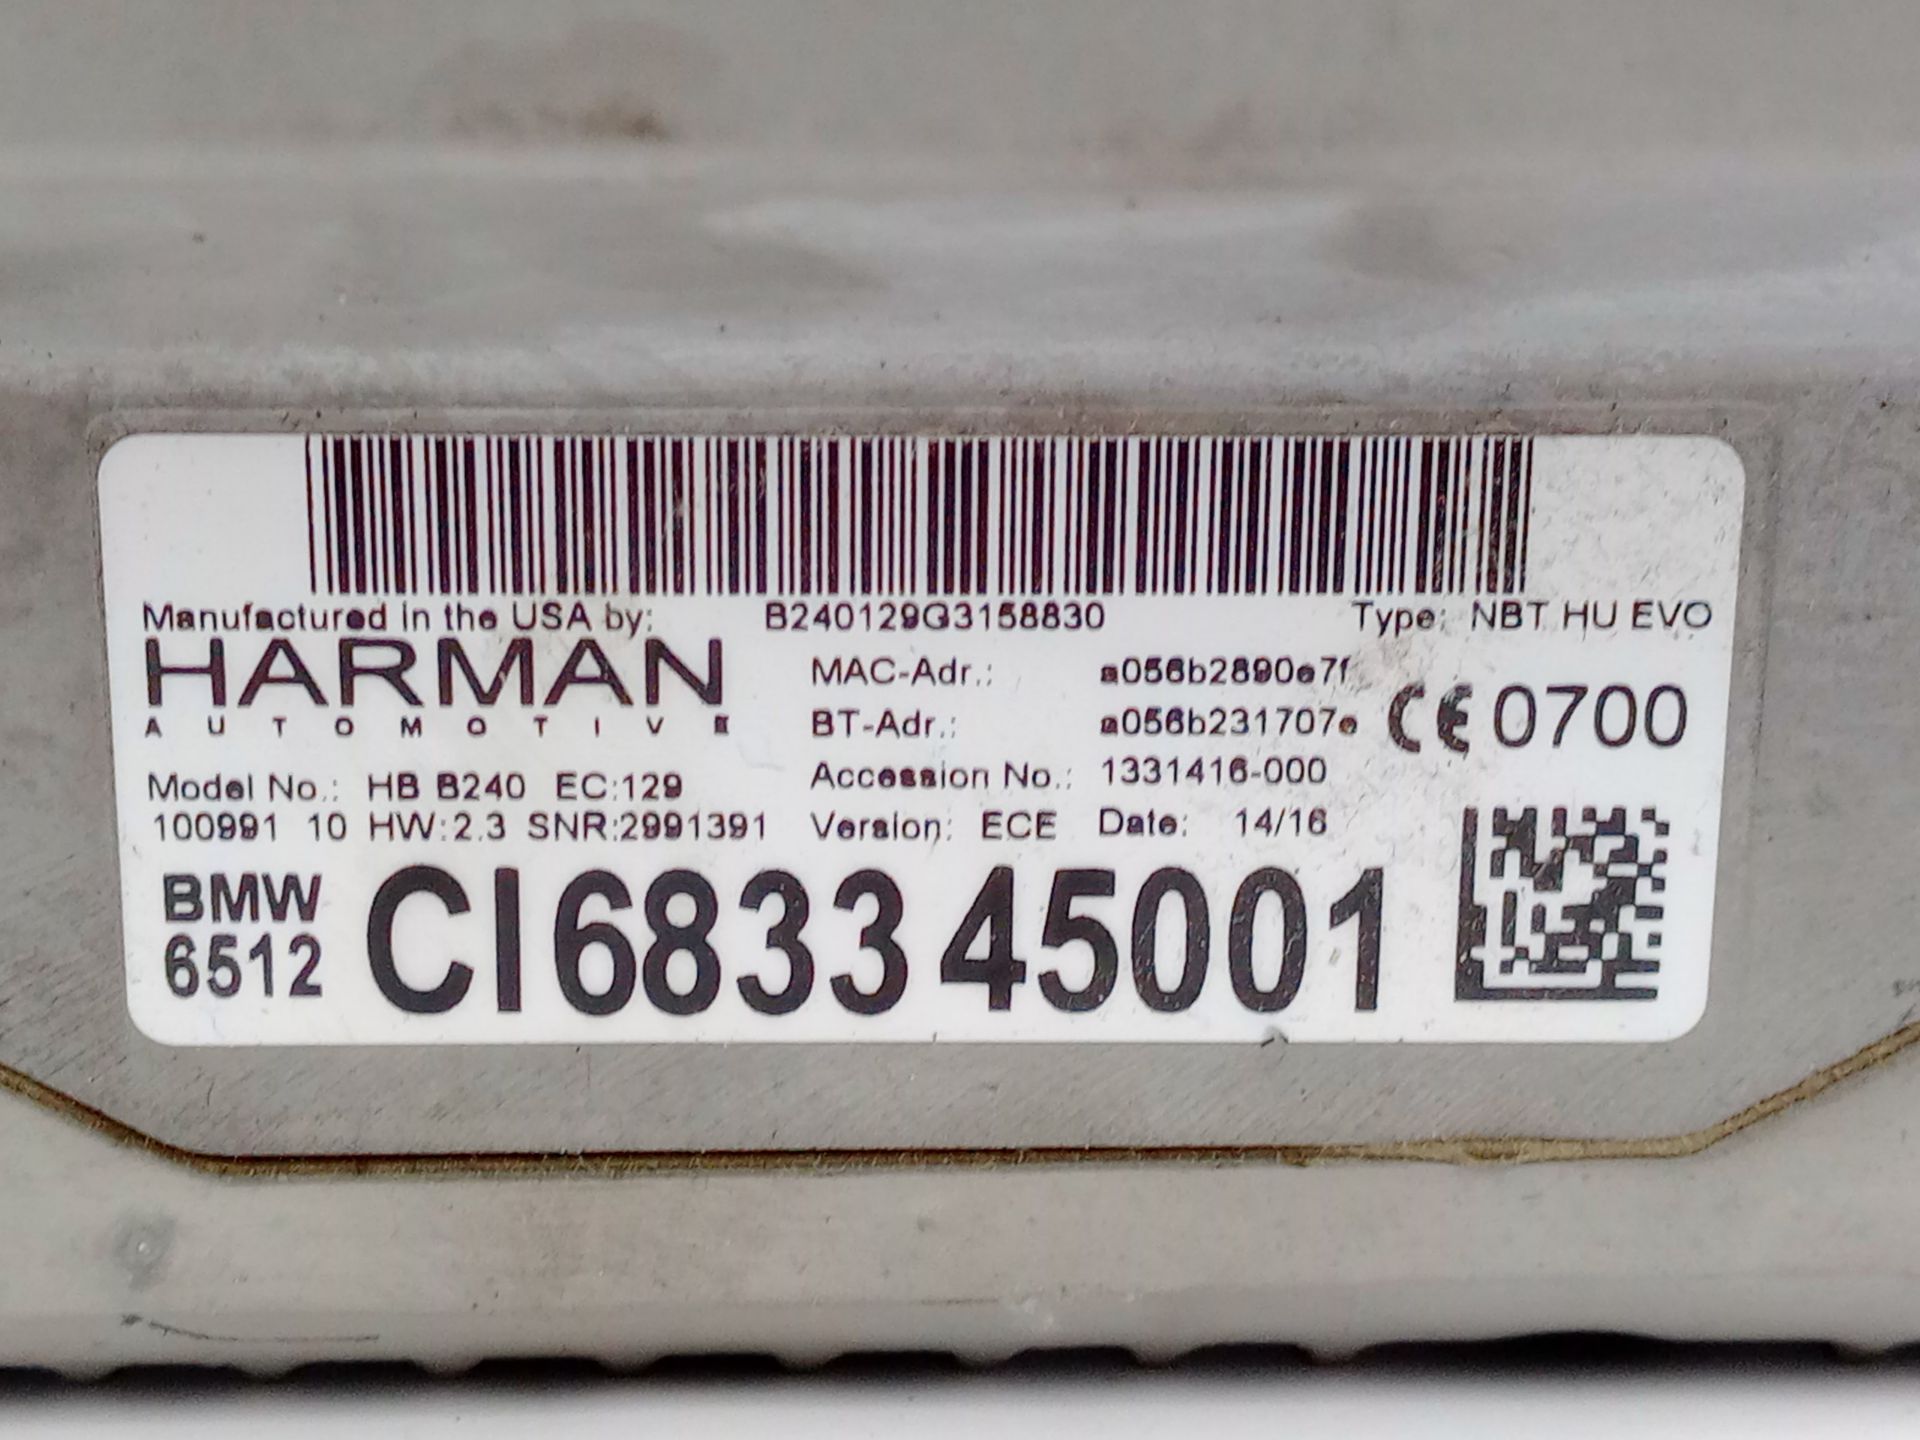 Manufactured in the USA by: B240129G3158830 Type: NBT HU EVO
HARMAN
AUTOMOTIVE
MAC-Adr.: a056b2890e7f
BT-Adr.: a056b231707e CE 0700
Accession No.: 1331416-000
Model No.: HB B240 EC:129
100991 10 HW:2.3 SNR:2991391 Version: ECE Date: 14/16
BMW
6512
CI68334 5001